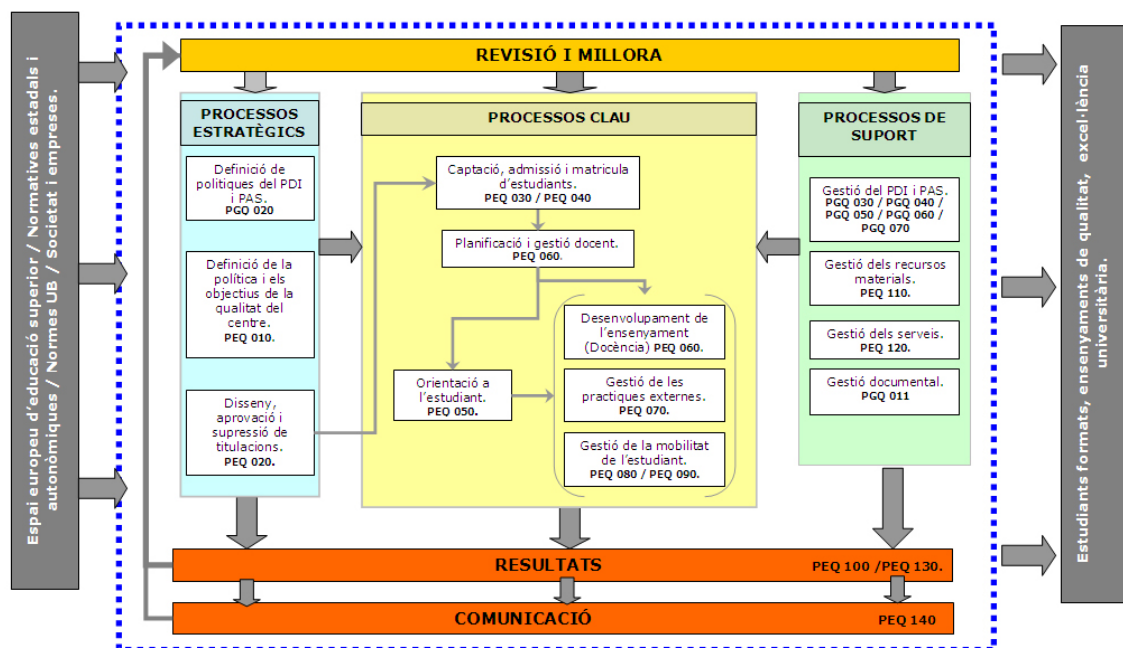 Espai europeu d'educació superior / Normatives estadals i
autonòmiques / Normes UB / Societat i empreses.
REVISIÓ I MILLORA
PROCESSOS
ESTRATÈGICS
Definició de
politiques del PDI
i PAS.
PGQ 020
Definició de la
política i els
objectius de la
qualitat del
centre.
PEQ 010.
Disseny,
aprovació i
supressió de
titulacions.
PEQ 020.
PROCESSOS CLAU
Captació, admissió i matricula
d'estudiants.
PEQ 030 / PEQ 040
Planificació i gestió docent.
PEQ 060.
Desenvolupament de
l'ensenyament
(Docència) PEQ 060.
Orientació a
l'estudiant.
PEQ 050.
Gestió de les
practiques externes.
PEQ 070.
Gestió de la mobilitat
de l'estudiant.
PEQ 080 / PEQ 090.
PROCESSOS DE
SUPORT
Gestió del PDI i PAS.
PGQ 030 / PGQ 040 /
PGQ 050 / PGQ 060 /
PGQ 070
Gestió dels recursos
materials.
PEQ 110.
Gestió dels serveis.
PEQ 120.
Gestió documental.
PGQ 011
RESULTATS PEQ 100 /PEQ 130.
COMUNICACIÓ PEQ 140
Estudiants formats, ensenyaments de qualitat, excel·lència
universitària.